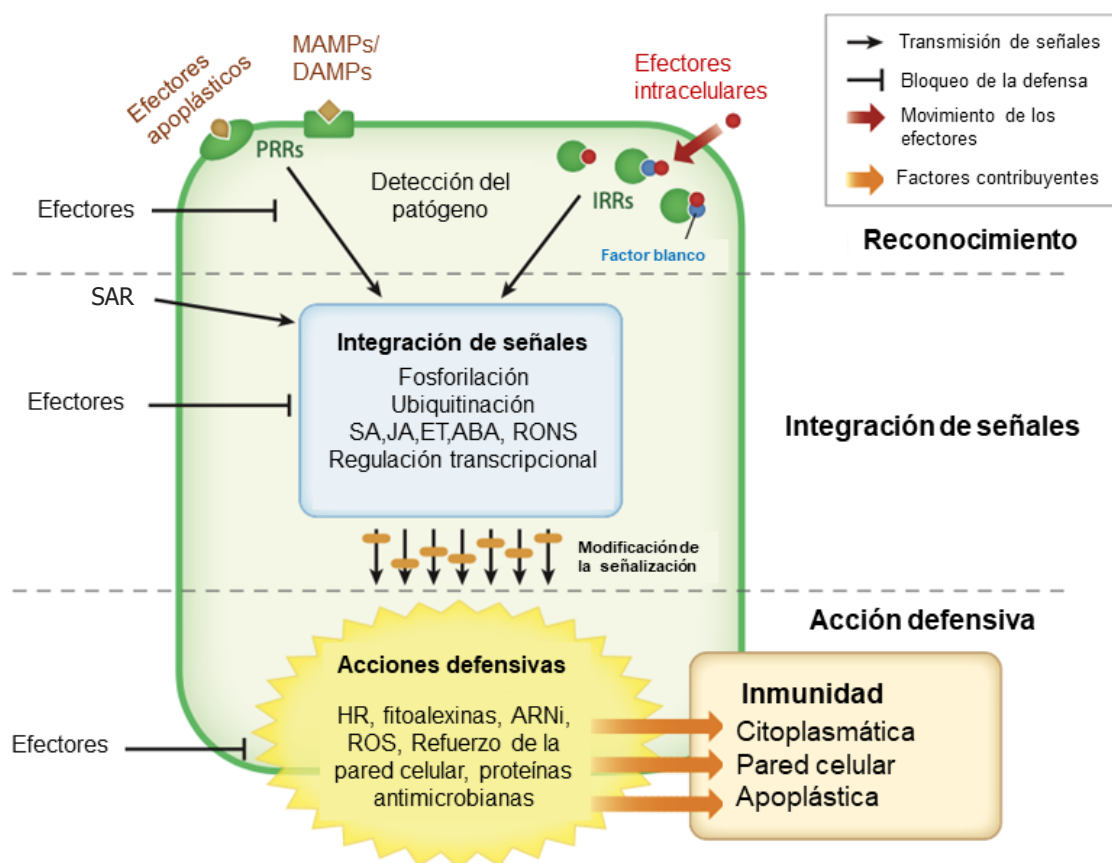 Efectores
apoplásticos
MAMPs/
DAMPs
Efectores
intracelulares
Transmisión de señales
Bloqueo de la defensa
Movimiento de los
efectores
Factores contribuyentes
PRRs
Detección del
patógeno
IRRs
Factor blanco
Efectores
Reconocimiento
SAR
Integración de señales
Fosforilación
Ubiquitinación
SA,JA,ET,ABA, RONS
Regulación transcripcional
Efectores
Integración de señales
Modificación de
la señalización
Acción defensiva
Acciones defensivas
HR, fitoalexinas, ARNi,
ROS, Refuerzo de la
pared celular, proteínas
antimicrobianas
Efectores
Inmunidad
Citoplasmática
Pared celular
Apoplástica